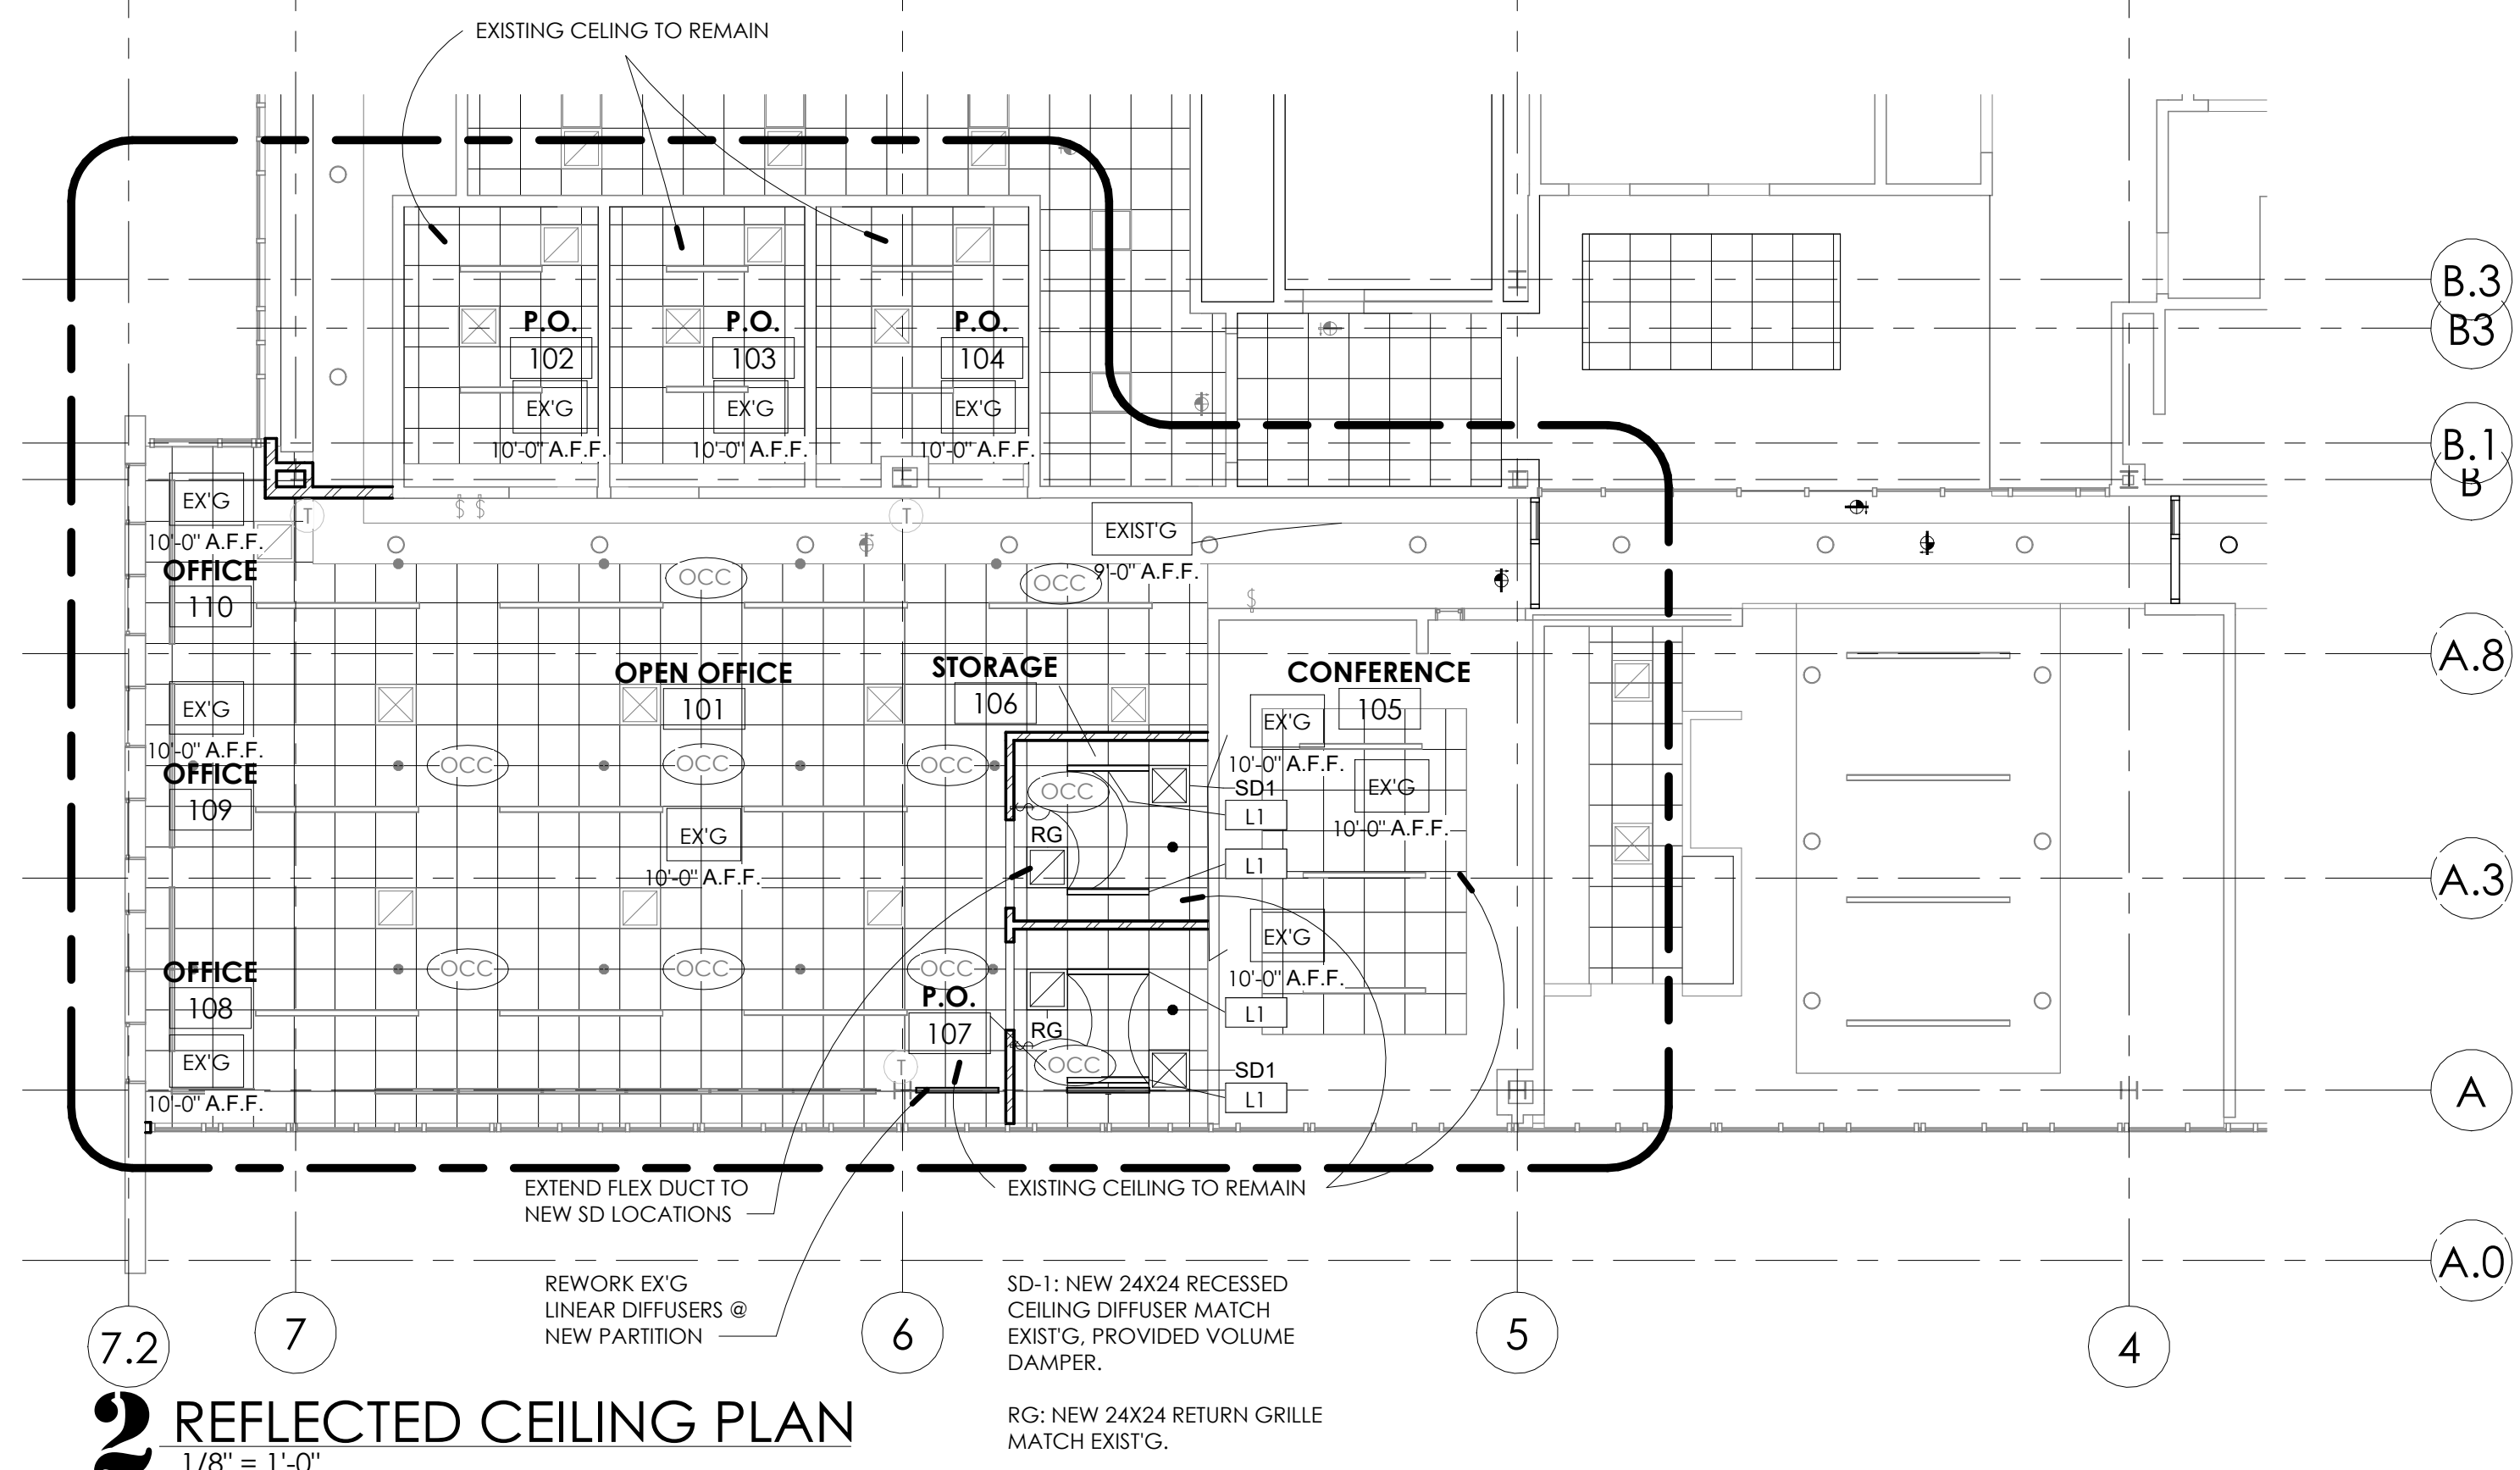 EXISTING CELING TO REMAIN
B.3
B3
P.O.
102
EX'G
10'-0" A.F.F.
P.O.
103
EX'G
10'-0" A.F.F.
P.O.
104
EX'G
10'-0" A.F.F.
B.1
B
EX'G
10'-0" A.F.F.
OFFICE
110
$ $
T
T
EXIST'G
9'-0" A.F.F.
OCC
OCC
$
A.8
OPEN OFFICE
101
STORAGE
106
CONFERENCE
105
EX'G
10'-0" A.F.F.
OFFICE
109
EX'G
10'-0" A.F.F.
EX'G
10'-0" A.F.F.
OCC
OCC
OCC
OCC
SD1
L1
EX'G
10'-0" A.F.F.
RG
L1
A.3
EX'G
10'-0" A.F.F.
OFFICE
108
EX'G
10'-0" A.F.F.
OCC
OCC
OCC
P.O.
107
RG
L1
T
OCC
SD1
L1
A
EXTEND FLEX DUCT TO
NEW SD LOCATIONS
EXISTING CEILING TO REMAIN
A.0
REWORK EX'G
LINEAR DIFFUSERS @
NEW PARTITION
SD-1: NEW 24X24 RECESSED
CEILING DIFFUSER MATCH
EXIST'G, PROVIDED VOLUME
DAMPER.
RG: NEW 24X24 RETURN GRILLE
MATCH EXIST'G.
7.2
7
6
5
4
2
REFLECTED CEILING PLAN
1/8" = 1'-0"